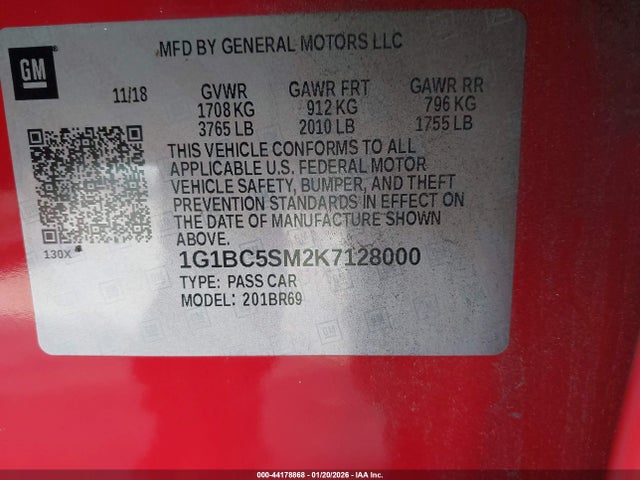 GM
MFD BY GENERAL MOTORS LLC
11/18 GVWR GAWR FRT GAWR RR
1708 KG 912 KG 796 KG
3765 LB 2010 LB 1755 LB
THIS VEHICLE CONFORMS TO ALL
APPLICABLE U.S. FEDERAL MOTOR
VEHICLE SAFETY, BUMPER, AND THEFT
PREVENTION STANDARDS IN EFFECT ON
THE DATE OF MANUFACTURE SHOWN
ABOVE.
130X
1G1BC5SM2K7128000
TYPE: PASS CAR
MODEL: 201BR69
000-44178868 - 01/20/2026 - IAA Inc.